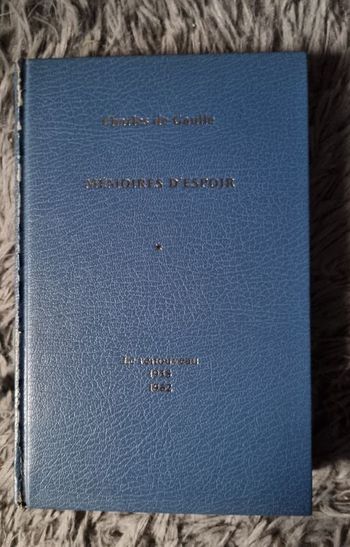 Charles de Gaulle
MÉMOIRES D'ESPOIR
*
Le renouveau
1958
1962